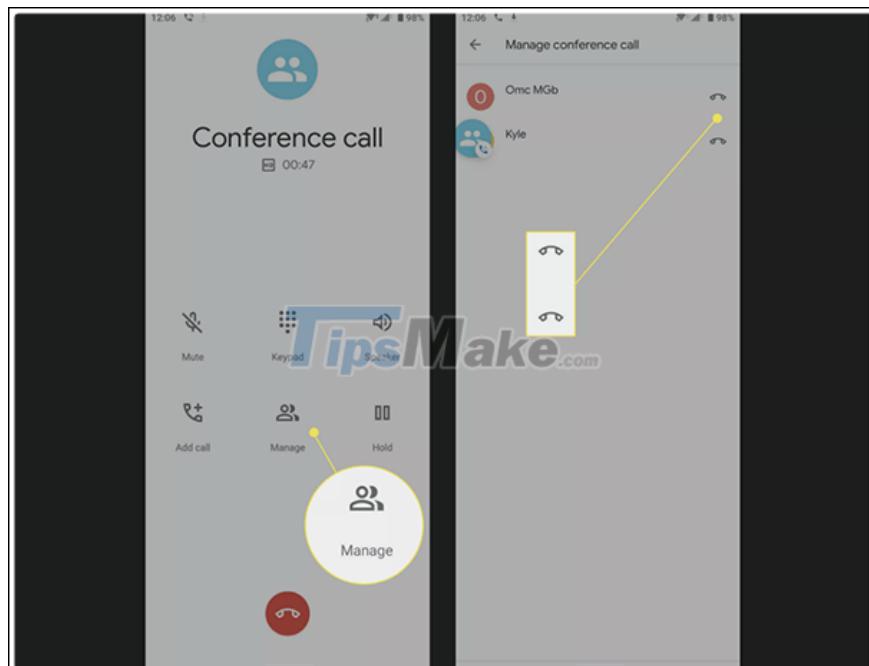 12:06
98%
Conference call
HD 00:47
Mute
Keypad
Speaker
Add call
Manage
Hold
Manage
12:06
98%
Manage conference call
O
Omc MGb
Kyle
TipsMake.com